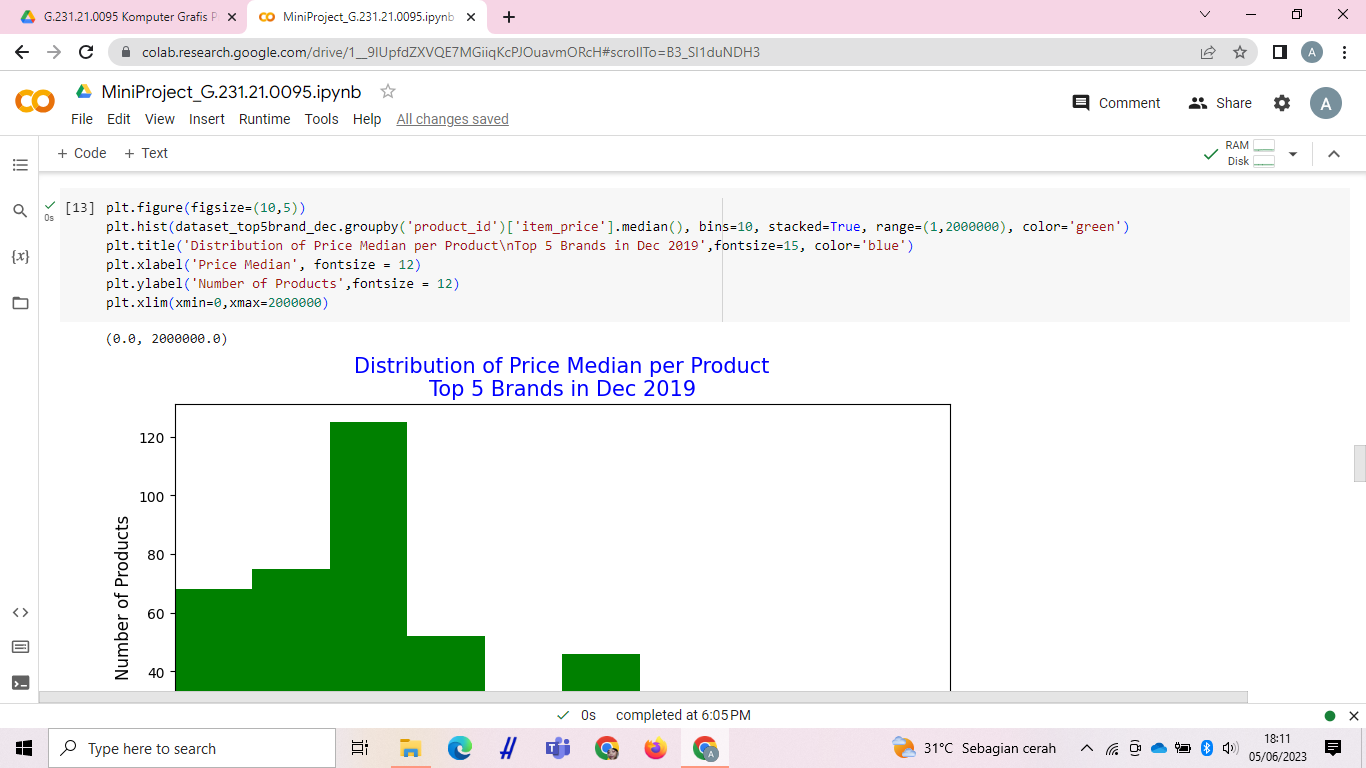 G.231.21.0095 Komputer Grafis P
MiniProject_G.231.21.0095.ipynb
colab.research.google.com/drive/1__9IUpfdZXVQE7MGiiqKcPJOuavmORcH#scrollTo=B3_SI1duNDH3
A
MiniProject_G.231.21.0095.ipynb
File Edit View Insert Runtime Tools Help All changes saved
Comment Share A
+ Code + Text
RAM
Disk
{x}
0s
[13] plt.figure(figsize=(10,5))
plt.hist(dataset_top5brand_dec.groupby('product_id')['item_price'].median(), bins=10, stacked=True, range=(1,2000000), color='green')
plt.title('Distribution of Price Median per Product\nTop 5 Brands in Dec 2019',fontsize=15, color='blue')
plt.xlabel('Price Median', fontsize = 12)
plt.ylabel('Number of Products',fontsize = 12)
plt.xlim(xmin=0,xmax=2000000)
(0.0, 2000000.0)
Distribution of Price Median per Product
Top 5 Brands in Dec 2019
120
100
80
60
40
Number of Products
0s completed at 6:05 PM
Type here to search
A
31°C Sebagian cerah
18:11
05/06/2023